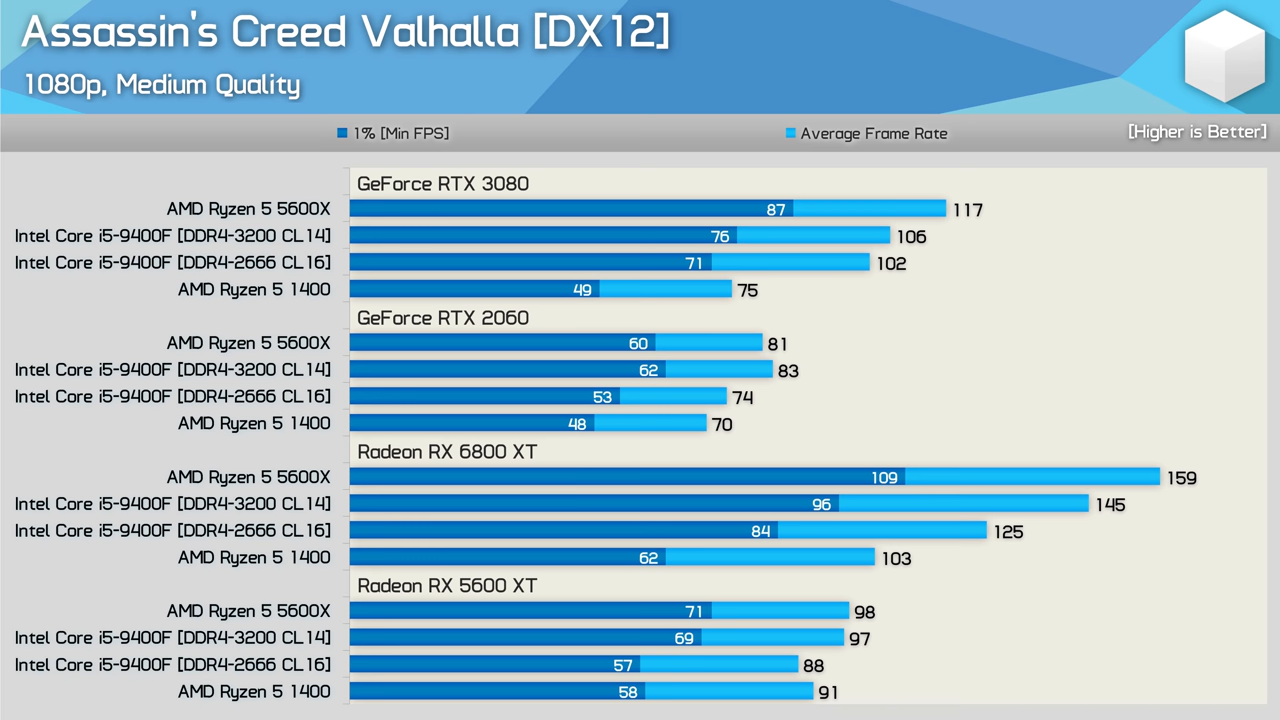 Assassin's Creed Valhalla [DX12]
1080p, Medium Quality
1% [Min FPS] Average Frame Rate [Higher is Better]
GeForce RTX 3080
AMD Ryzen 5 5600X 87 117
Intel Core i5-9400F [DDR4-3200 CL14] 76 106
Intel Core i5-9400F [DDR4-2666 CL16] 71 102
AMD Ryzen 5 1400 49 75
GeForce RTX 2060
AMD Ryzen 5 5600X 60 81
Intel Core i5-9400F [DDR4-3200 CL14] 62 83
Intel Core i5-9400F [DDR4-2666 CL16] 53 74
AMD Ryzen 5 1400 48 70
Radeon RX 6800 XT
AMD Ryzen 5 5600X 109 159
Intel Core i5-9400F [DDR4-3200 CL14] 96 145
Intel Core i5-9400F [DDR4-2666 CL16] 84 125
AMD Ryzen 5 1400 62 103
Radeon RX 5600 XT
AMD Ryzen 5 5600X 71 98
Intel Core i5-9400F [DDR4-3200 CL14] 69 97
Intel Core i5-9400F [DDR4-2666 CL16] 57 88
AMD Ryzen 5 1400 58 91